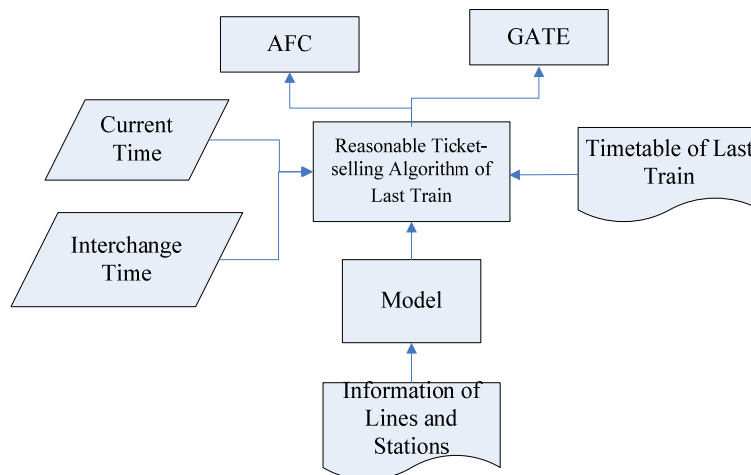 AFC
GATE
Current
Time
Reasonable Ticket-
selling Algorithm of
Last Train
Timetable of Last
Train
Interchange
Time
Model
Information of
Lines and
Stations